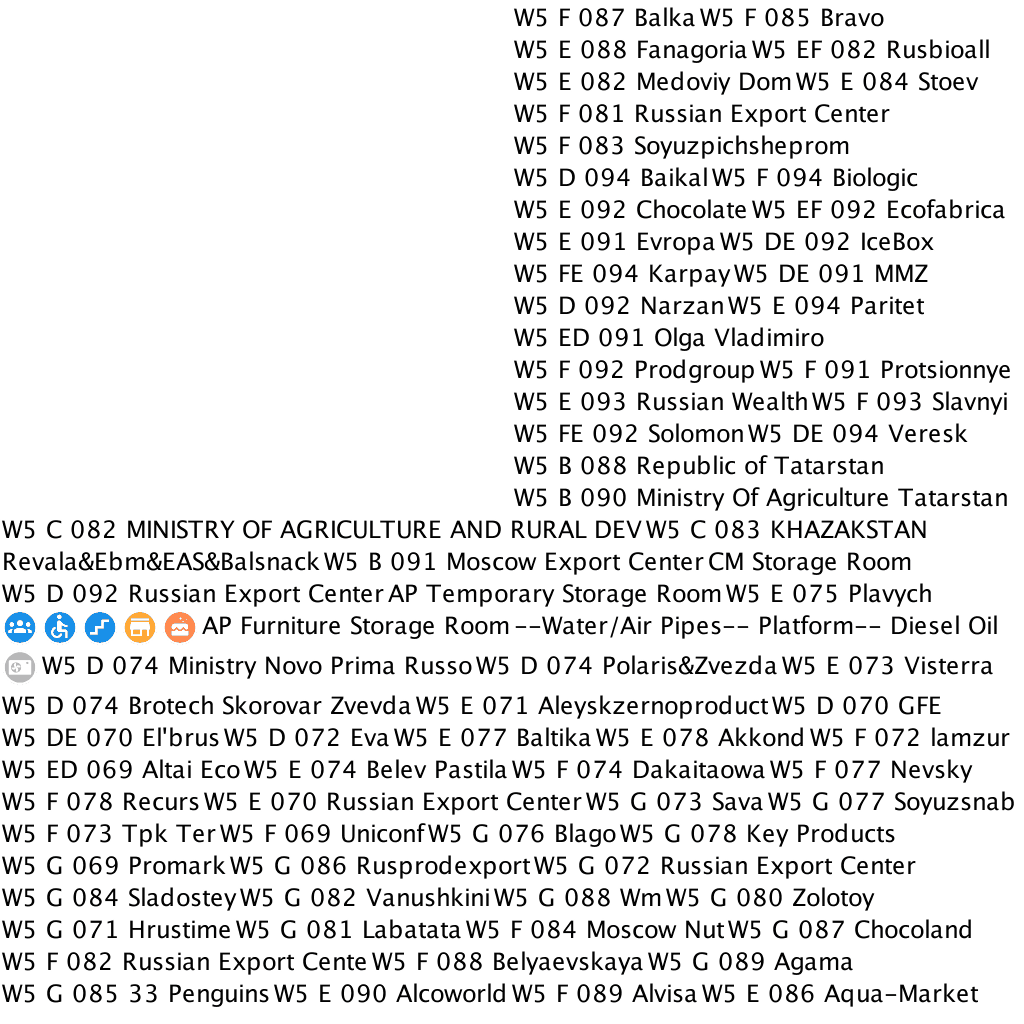 W5 F 087 Balka W5 F 085 Bravo
W5 E 088 Fanagoria W5 EF 082 Rusbioall
W5 E 082 Medoviy Dom W5 E 084 Stoev
W5 F 081 Russian Export Center
W5 F 083 Soyuzpichsheprom
W5 D 094 Baikal W5 F 094 Biologic
W5 E 092 Chocolate W5 EF 092 Ecofabrica
W5 E 091 Evropa W5 DE 092 IceBox
W5 FE 094 Karpay W5 DE 091 MMZ
W5 D 092 Narzan W5 E 094 Paritet
W5 ED 091 Olga Vladimiro
W5 F 092 Prodgroup W5 F 091 Protsionnye
W5 E 093 Russian Wealth W5 F 093 Slavnyi
W5 FE 092 Solomon W5 DE 094 Veresk
W5 B 088 Republic of Tatarstan
W5 B 090 Ministry Of Agriculture Tatarstan
W5 C 082 MINISTRY OF AGRICULTURE AND RURAL DEV W5 C 083 KHAZAKSTAN
Revala&Ebm&EAS&Balsnack W5 B 091 Moscow Export Center CM Storage Room
W5 D 092 Russian Export Center AP Temporary Storage Room W5 E 075 Plavych
AP Furniture Storage Room --Water/Air Pipes-- Platform-- Diesel Oil
W5 D 074 Ministry Novo Prima Russo W5 D 074 Polaris&Zvezda W5 E 073 Visterra
W5 D 074 Brotech Skorovar Zvevda W5 E 071 Aleyskzernoproduct W5 D 070 GFE
W5 DE 070 El'brus W5 D 072 Eva W5 E 077 Baltika W5 E 078 Akkond W5 F 072 lamzur
W5 ED 069 Altai Eco W5 E 074 Belev Pastila W5 F 074 Dakaitaowa W5 F 077 Nevsky
W5 F 078 Recurs W5 E 070 Russian Export Center W5 G 073 Sava W5 G 077 Soyuzsnab
W5 F 073 Tpk Ter W5 F 069 Uniconf W5 G 076 Blago W5 G 078 Key Products
W5 G 069 Promark W5 G 086 Rusprodexport W5 G 072 Russian Export Center
W5 G 084 Sladostey W5 G 082 Vanushkini W5 G 088 Wm W5 G 080 Zolotoy
W5 G 071 Hrustime W5 G 081 Labatata W5 F 084 Moscow Nut W5 G 087 Chocoland
W5 F 082 Russian Export Cente W5 F 088 Belyaevskaya W5 G 089 Agama
W5 G 085 33 Penguins W5 E 090 Alcoworld W5 F 089 Alvisa W5 E 086 Aqua-Market